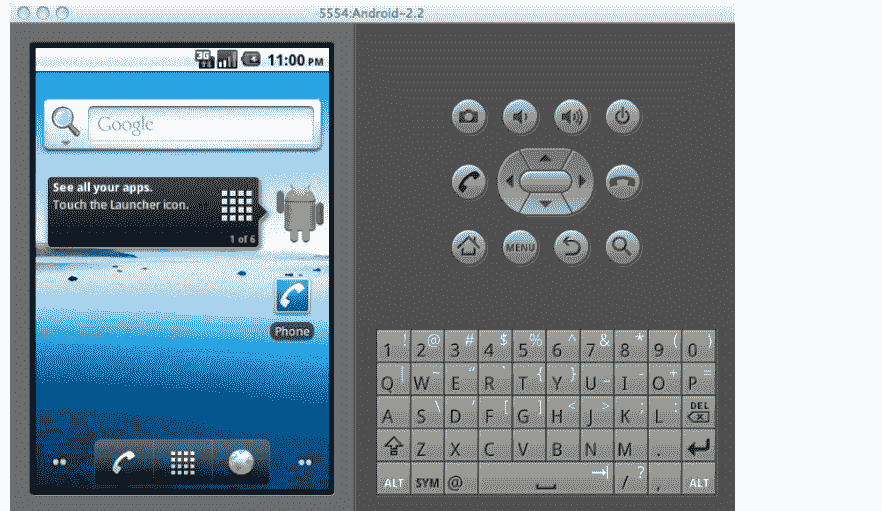 5554:Android-2.2
3G 11:00 PM
Google
See all your apps.
Touch the Launcher icon.
1 of 6
Phone
MENU
1 ! 2 @ 3 # 4 $ 5 % 6 ^ 7 & 8 * 9 ( 0 )
Q | W ~ E " R ` T { Y } U _ I - O + P =
A S \ D ' F [ G ] H < J > K ; L : DEL
Z X C V B N M .
ALT SYM @ / ? , ALT